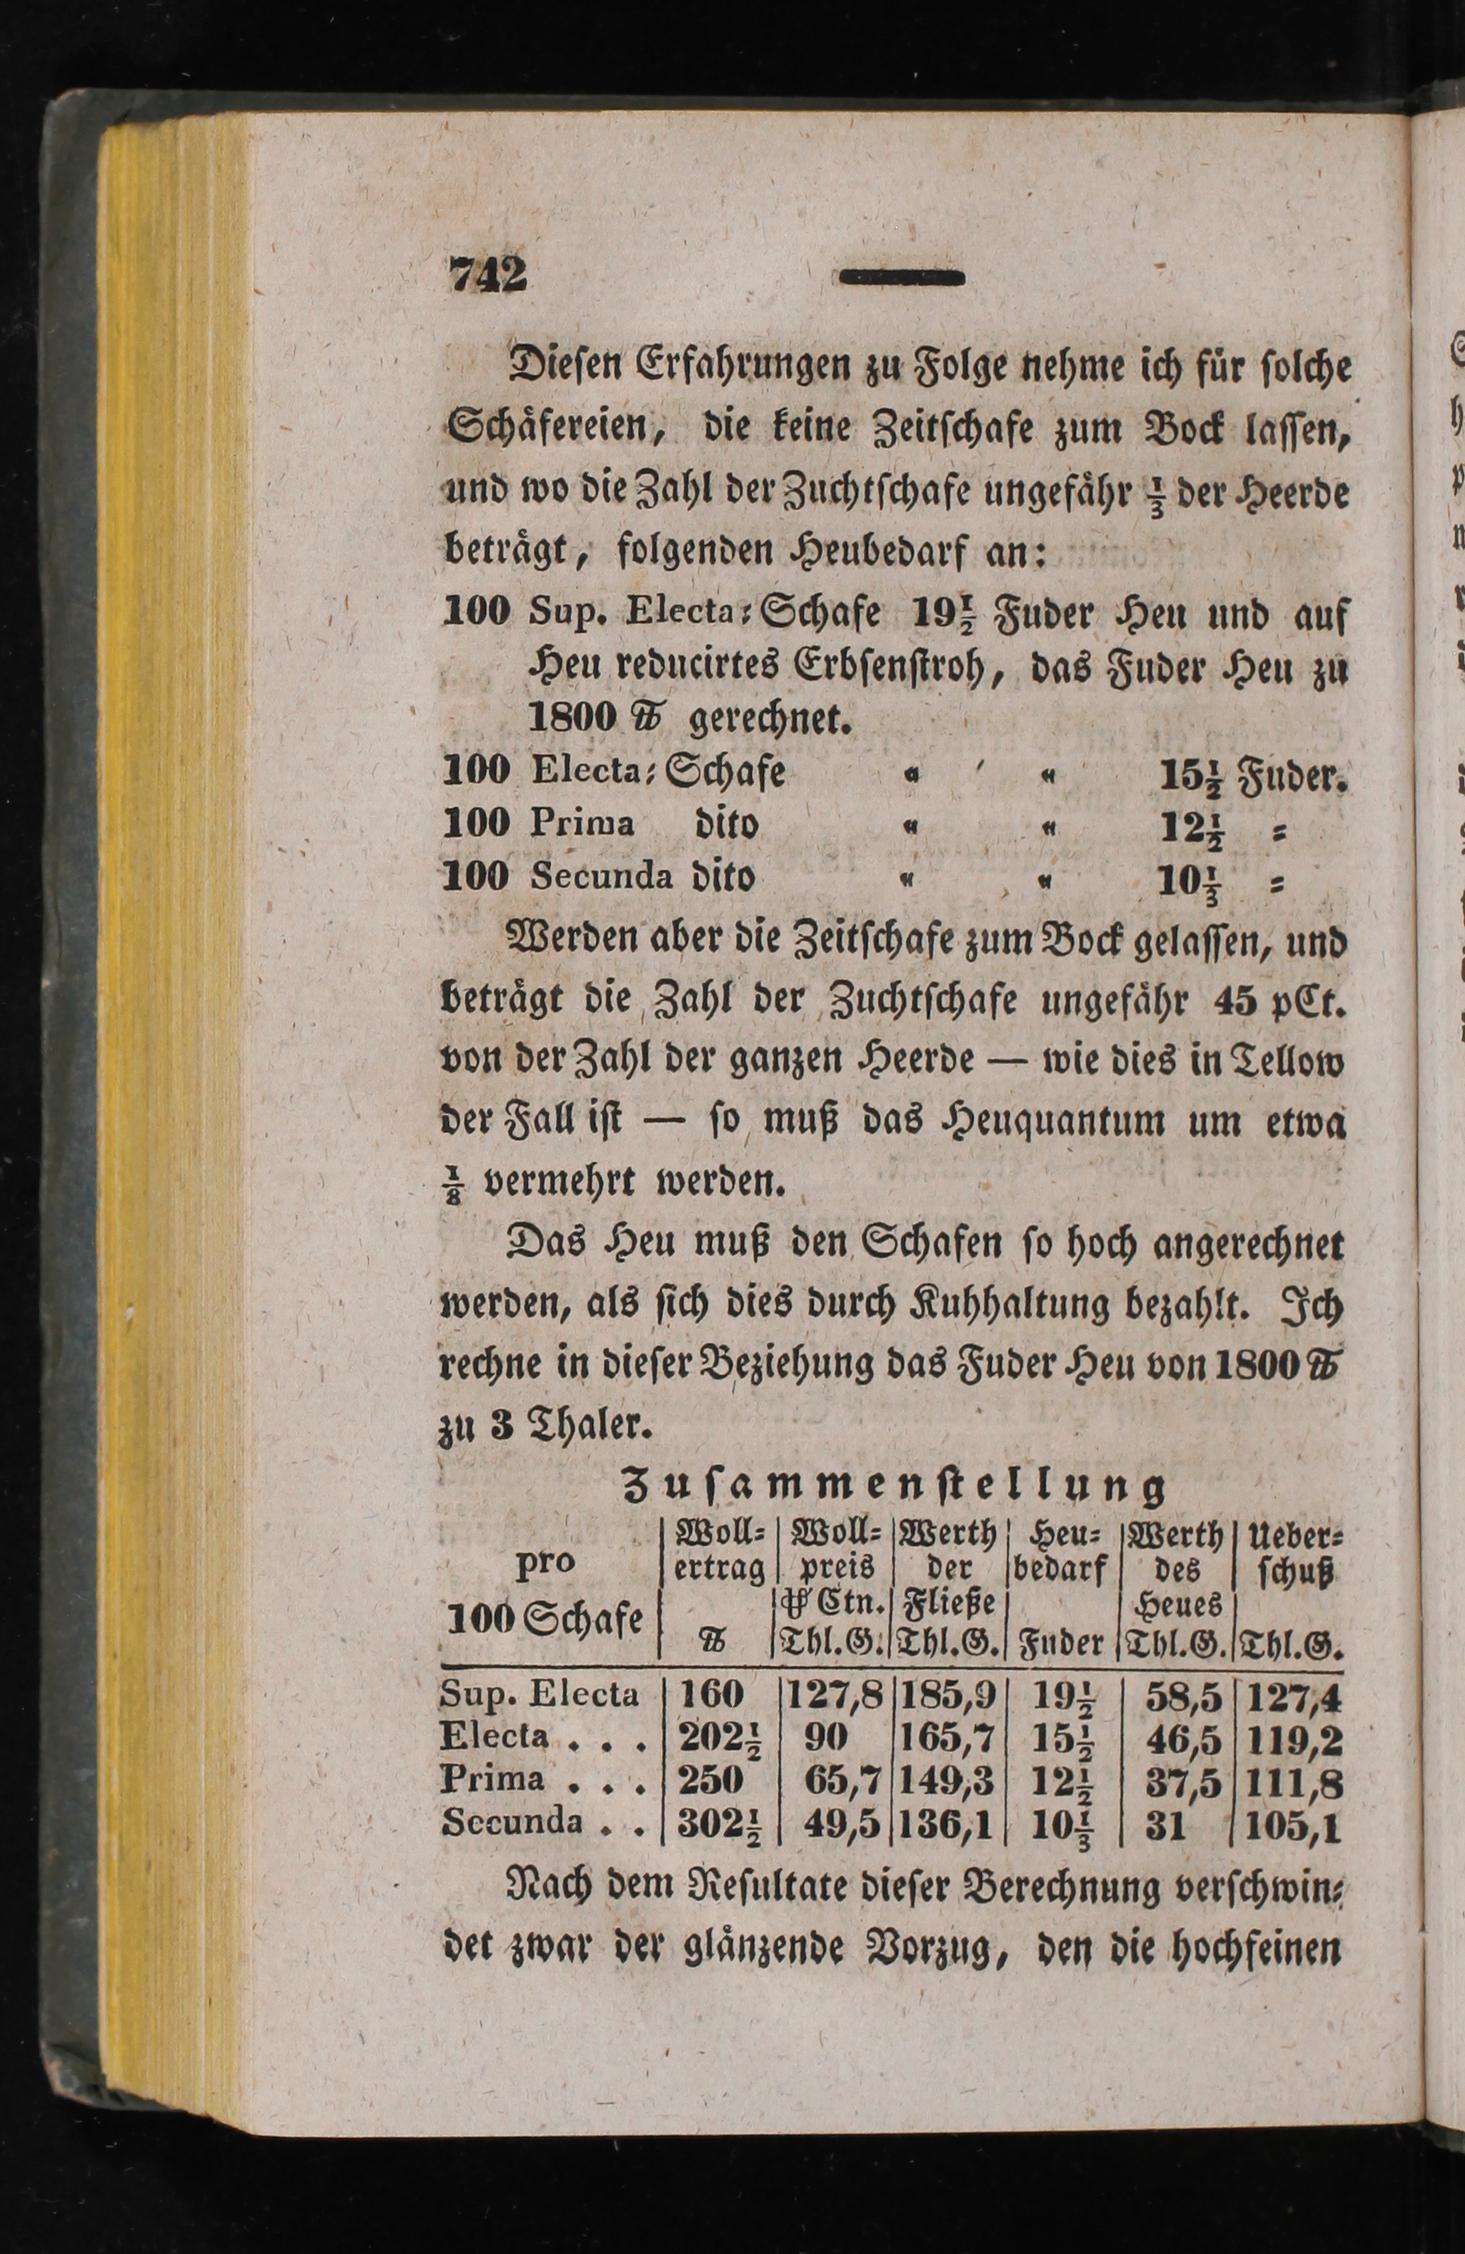 742
Dieſen Erfahrungen zu Folge nehme ich für ſolche
Schäfereien, die keine Zeitſchafe zum Bock laſſen,
und wo die Zahl der Zuchtſchafe ungefähr ⅓ der Heerde
beträgt, folgenden Heubedarf an:
100 Sup. Electa-Schafe 19½ Fuder Heu und auf
Heu reducirtes Erbſenſtroh, das Fuder Heu zu
1800 ℔ gerechnet.
100 Electa-Schafe " " 15½ Fuder.
100 Prima dito " " 12½ =
100 Secunda dito " " 10⅓ =
Werden aber die Zeitſchafe zum Bock gelaſſen, und
beträgt die Zahl der Zuchtſchafe ungefähr 45 pCt.
von der Zahl der ganzen Heerde — wie dies in Tellow
der Fall iſt — ſo muß das Heuquantum um etwa
⅛ vermehrt werden.
Das Heu muß den Schafen ſo hoch angerechnet
werden, als ſich dies durch Kuhhaltung bezahlt. Ich
rechne in dieſer Beziehung das Fuder Heu von 1800 ℔
zu 3 Thaler.
Zuſammenſtellung
Woll= Woll= Werth Heu= Werth Ueber=
pro ertrag preis der bedarf des ſchuß
⅌ Ctn. Fließe Heues
100 Schafe ℔ Thl.G. Thl.G. Fuder Thl.G. Thl.G.
Sup. Electa 160 127,8 185,9 19½ 58,5 127,4
Electa . . . 202½ 90 165,7 15½ 46,5 119,2
Prima . . . 250 65,7 149,3 12½ 37,5 111,8
Secunda . . 302½ 49,5 136,1 10⅓ 31 105,1
Nach dem Reſultate dieſer Berechnung verſchwin-
det zwar der glänzende Vorzug, den die hochfeinen